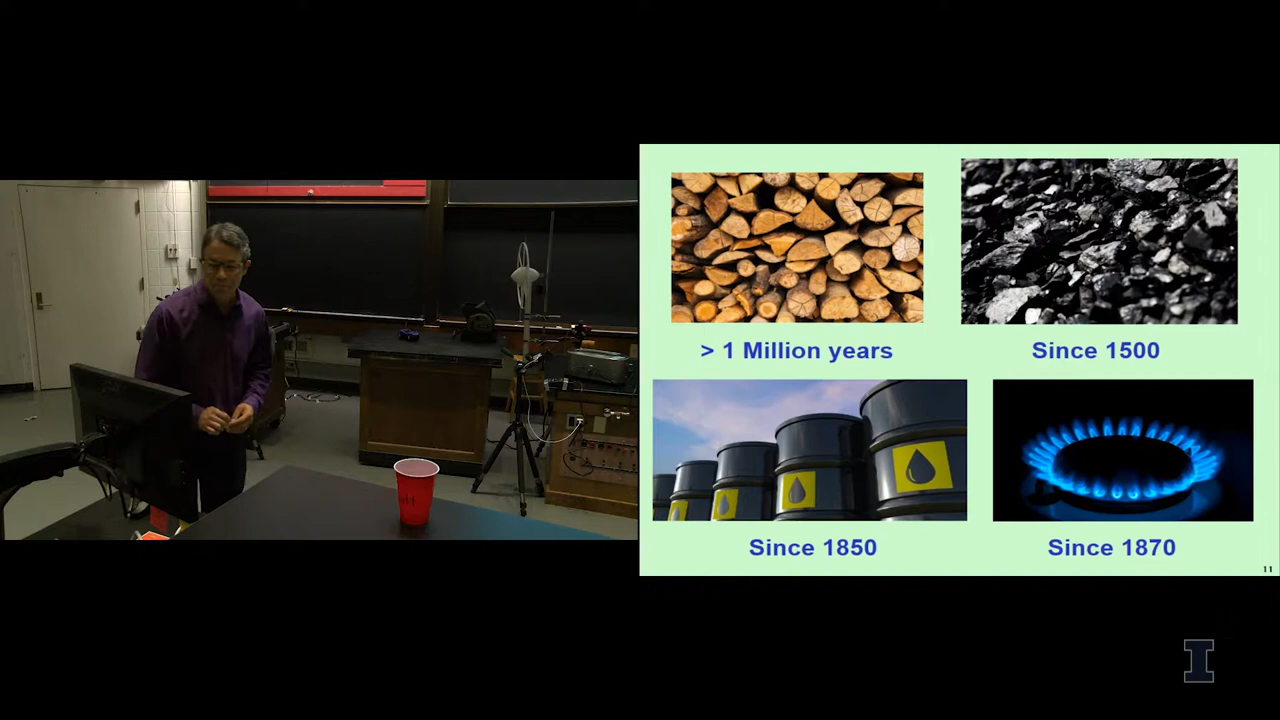 > 1 Million years
Since 1500
Since 1850
Since 1870
11
I